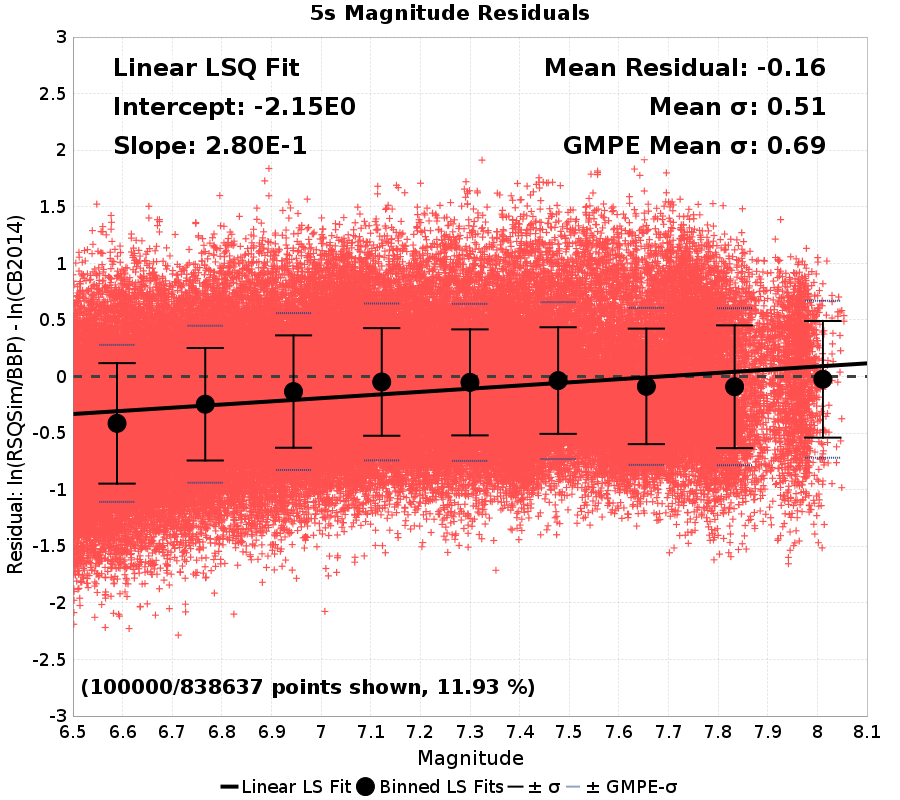 5s Magnitude Residuals
Linear LSQ Fit
Intercept: -2.15E0
Slope: 2.80E-1
Mean Residual: -0.16
Mean σ: 0.51
GMPE Mean σ: 0.69
Residual: ln(RSQSim/BBP) - ln(CB2014)
3
2.5
2
1.5
1
0.5
0
-0.5
-1
-1.5
-2
-2.5
-3
(100000/838637 points shown, 11.93 %)
6.5 6.6 6.7 6.8 6.9 7 7.1 7.2 7.3 7.4 7.5 7.6 7.7 7.8 7.9 8 8.1
Magnitude
Linear LS Fit Binned LS Fits ± σ ± GMPE-σ